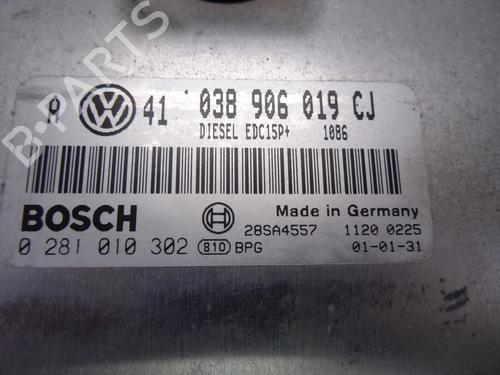 A 41 038 906 019 CJ
DIESEL EDC15P+ 1086
BOSCH Made in Germany
28SA4557 1120 0225
0 281 010 302 810 BPG 01-01-31
B-PARTS